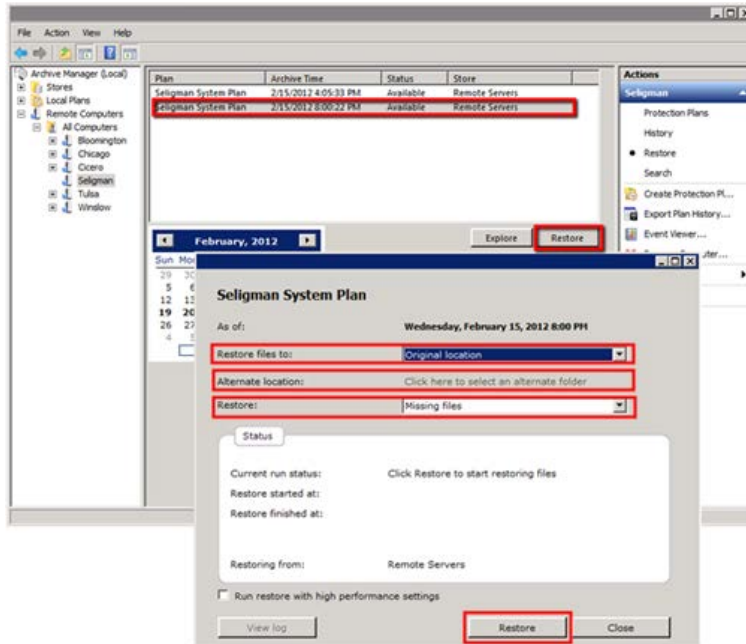 File Action View Help
Archive Manager (Local)
Stores
Local Plans
Remote Computers
All Computers
Bloomington
Chicago
Cicero
Seligman
Tulsa
Winslow
Plan Archive Time Status Store
Seligman System Plan 2/15/2012 4:05:33 PM Available Remote Servers
Seligman System Plan 2/15/2012 8:00:22 PM Available Remote Servers
February, 2012
Explore Restore
Sun
29
5
12
19
26
4
Actions
Seligman
Protection Plans
History
Restore
Search
Create Protection Pl...
Export Plan History...
Event Viewer...
Seligman System Plan
As of: Wednesday, February 15, 2012 8:00 PM
Restore files to: Original location
Alternate location: Click here to select an alternate folder
Restore: Missing files
Status
Current run status: Click Restore to start restoring files
Restore started at:
Restore finished at:
Restoring from: Remote Servers
Run restore with high performance settings
View log Restore Close